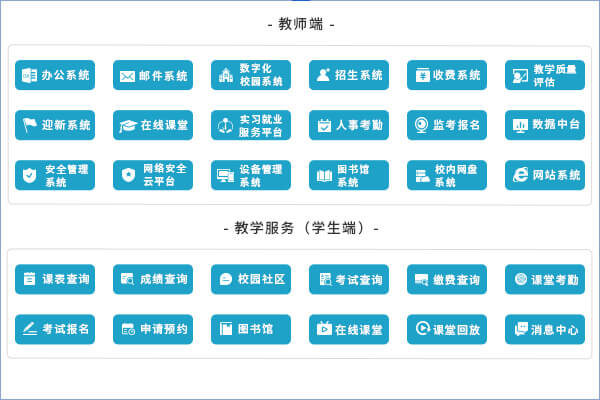 - 教师端 -
办公系统
邮件系统
数字化
校园系统
招生系统
收费系统
教学质量
评估
迎新系统
在线课堂
实习就业
服务平台
人事考勤
监考报名
数据中台
安全管理
系统
网络安全
云平台
设备管理
系统
图书馆
系统
校内网盘
系统
网站系统
- 教学服务（学生端）-
课表查询
成绩查询
校园社区
考试查询
缴费查询
课堂考勤
考试报名
申请预约
图书馆
在线课堂
课堂回放
消息中心